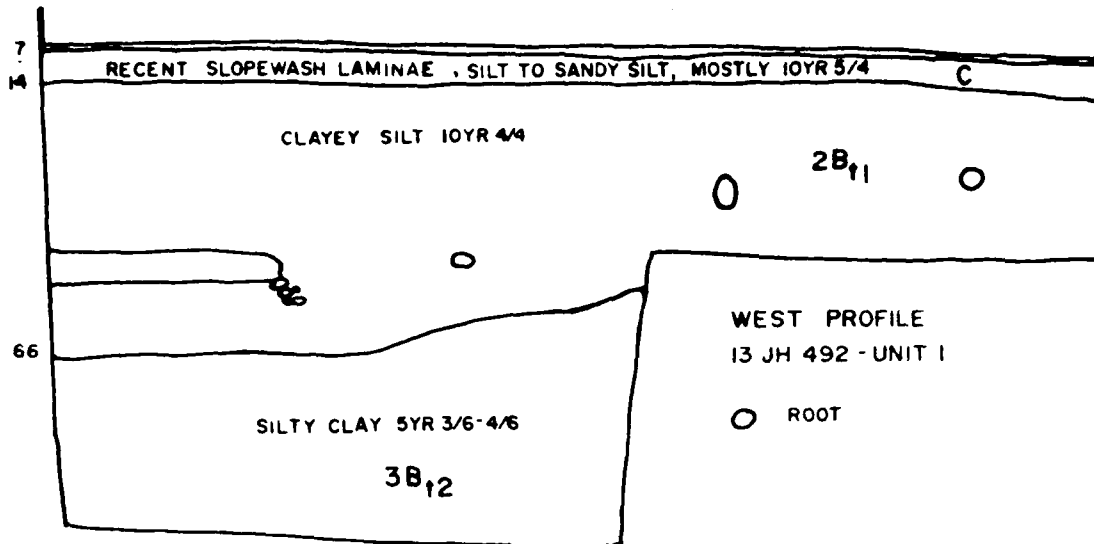 7
RECENT SLOPEWASH LAMINAE , SILT TO SANDY SILT, MOSTLY 10YR 5/4 C
14
CLAYEY SILT 10YR 4/4
2Bt1
66
WEST PROFILE
13 JH 492 - UNIT 1
ROOT
SILTY CLAY 5YR 3/6-4/6
3Bt2